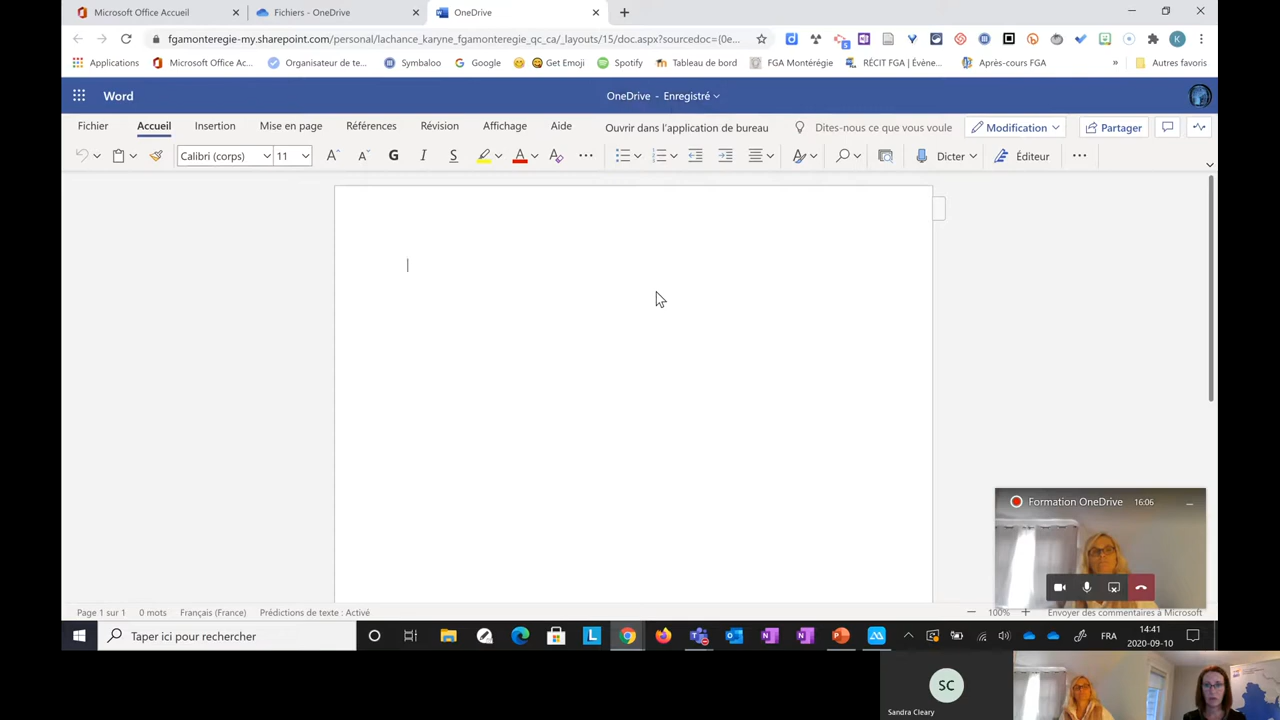 Microsoft Office Accueil
Fichiers - OneDrive
OneDrive
fgamonteregie-my.sharepoint.com/personal/lachance_karyne_fgamonteregie_qc_ca/_layouts/15/doc.aspx?sourcedoc={0e...
5
K
Applications
Microsoft Office Ac...
Organisateur de te...
Symbaloo
Google
Get Emoji
Spotify
Tableau de bord
FGA Montérégie
RÉCIT FGA | Évène...
Après-cours FGA
»
Autres favoris
Word
OneDrive - Enregistré
Fichier
Accueil
Insertion
Mise en page
Références
Révision
Affichage
Aide
Ouvrir dans l'application de bureau
Dites-nous ce que vous voule
Modification
Partager
Calibri (corps)
11
A
A
G
I
S
A
Dicter
Éditeur
Formation OneDrive
16:06
Page 1 sur 1
0 mots
Français (France)
Prédictions de texte : Activé
100%
Envoyer des commentaires à Microsoft
Taper ici pour rechercher
FRA
14:41
2020-09-10
SC
Sandra Cleary